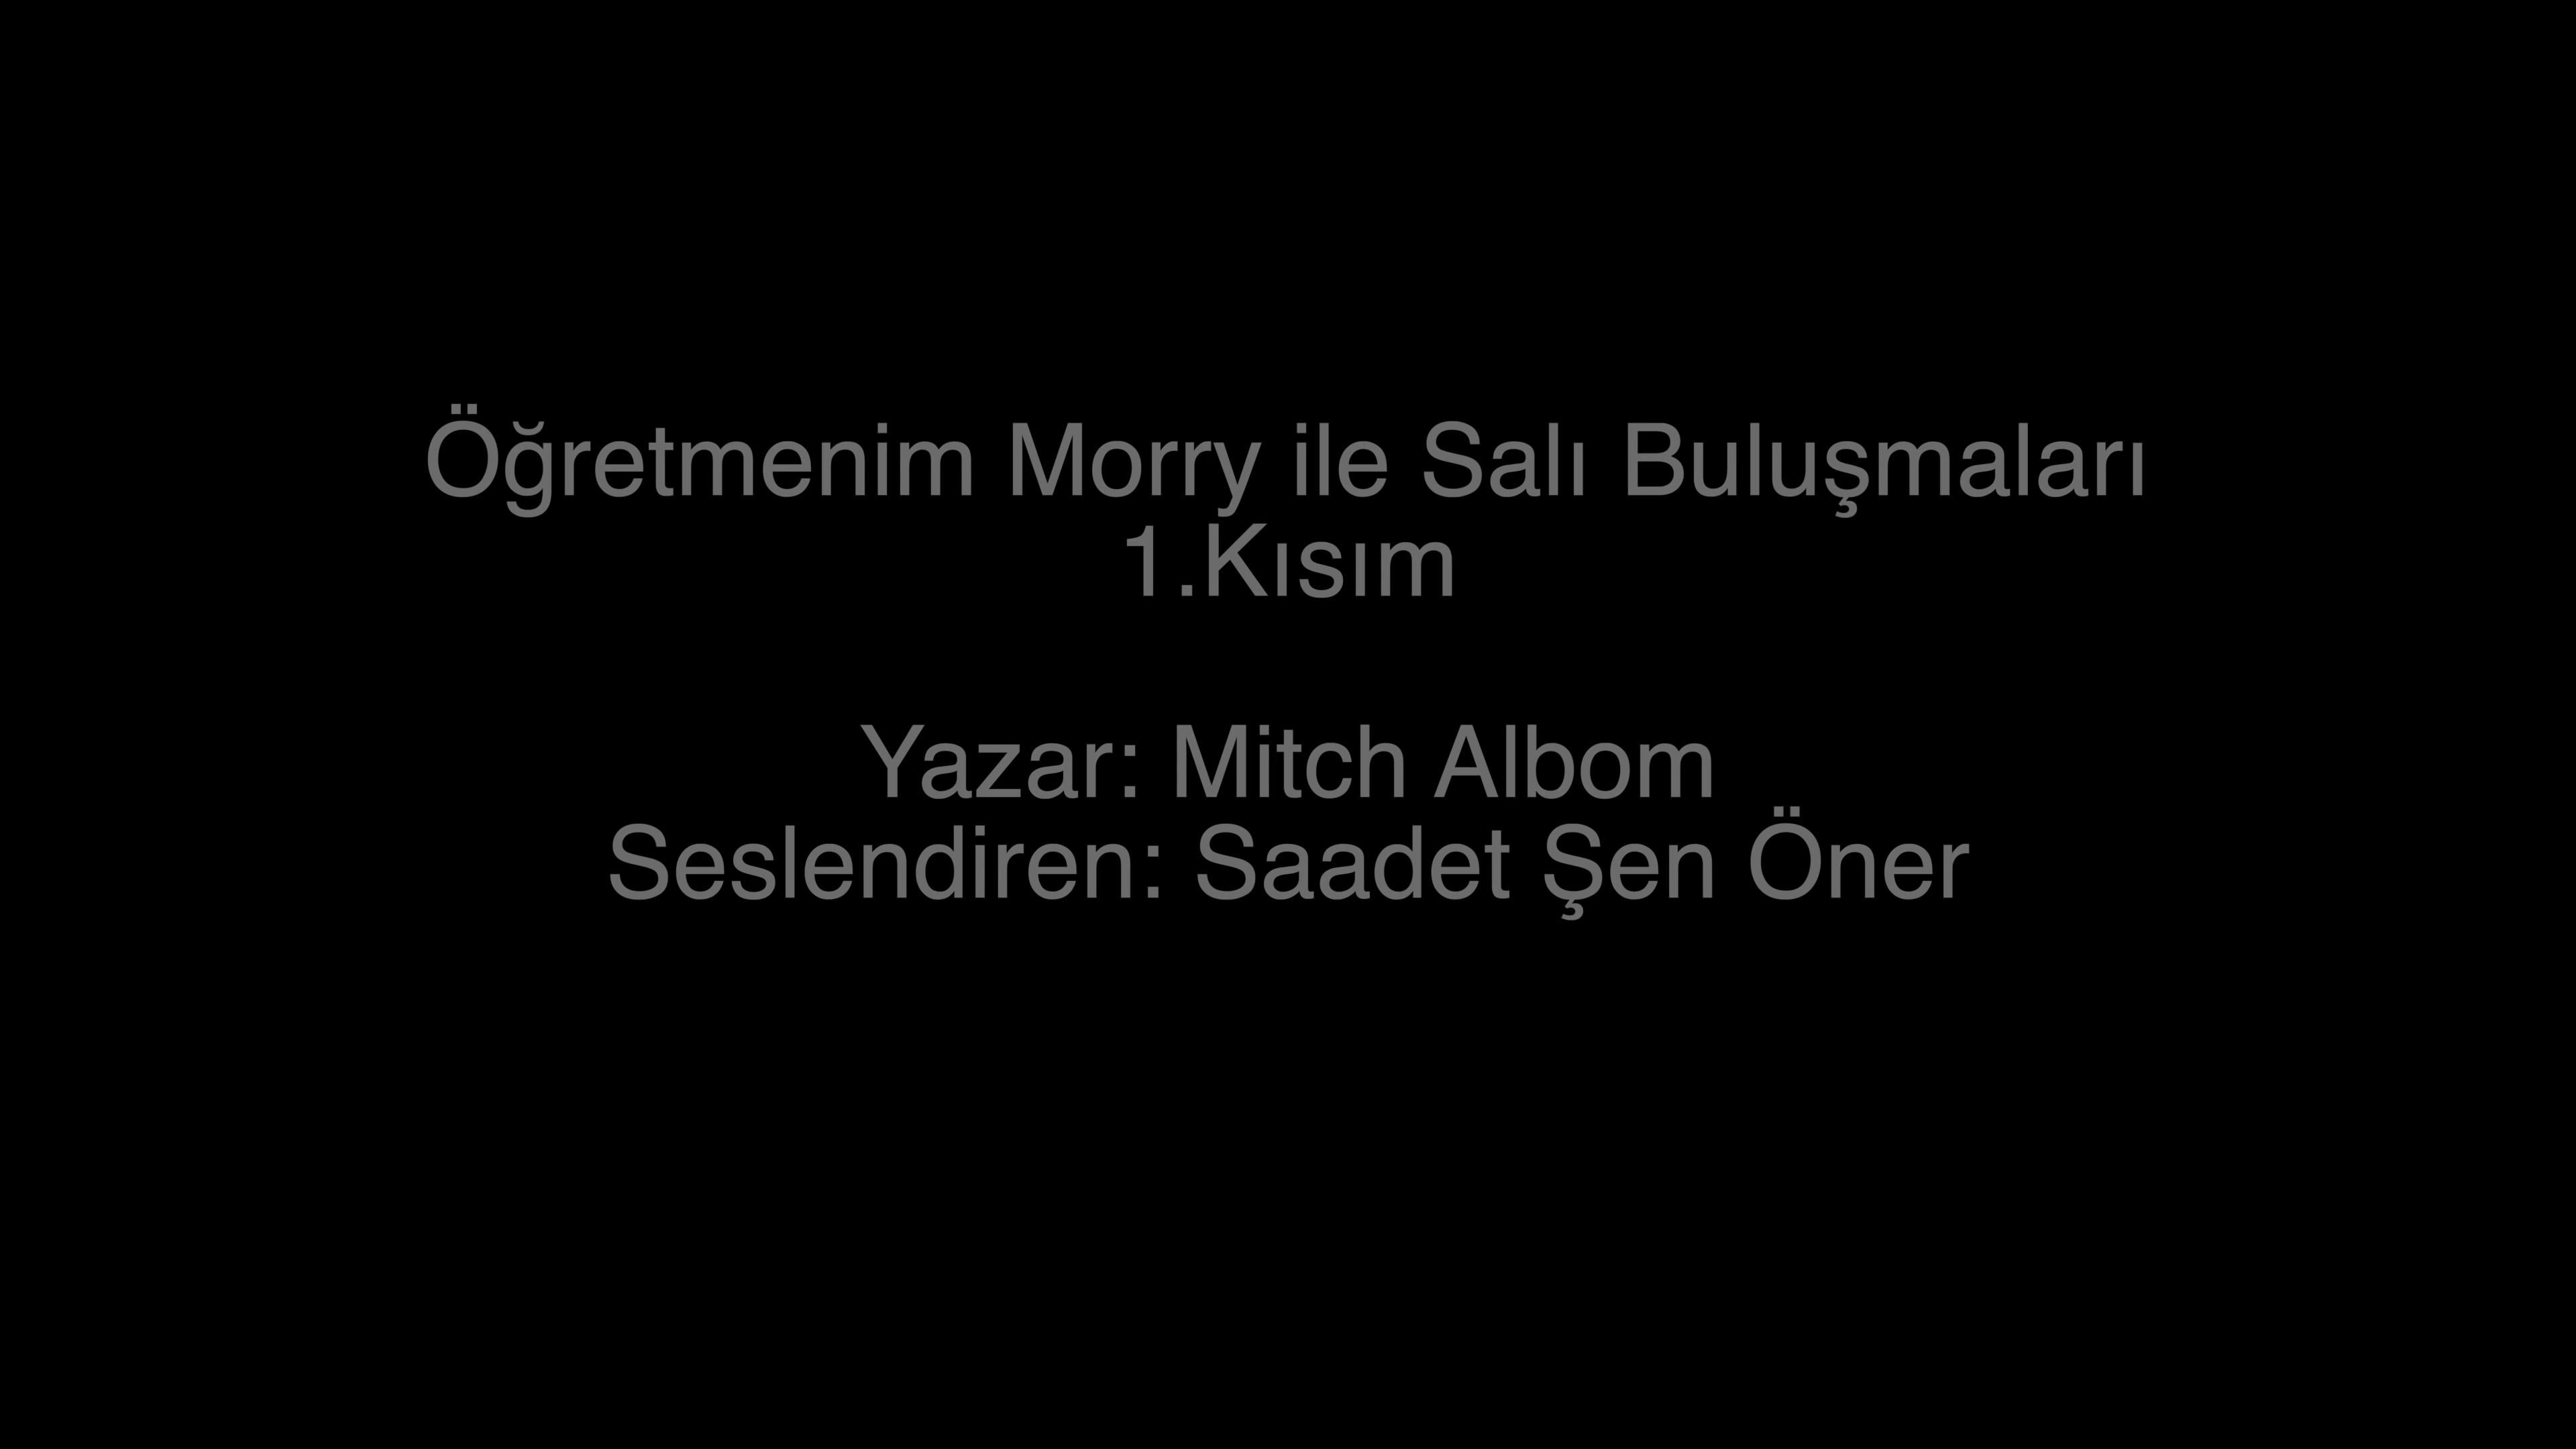 Öğretmenim Morry ile Salı Buluşmaları
1.Kısım
Yazar: Mitch Albom
Seslendiren: Saadet Şen Öner